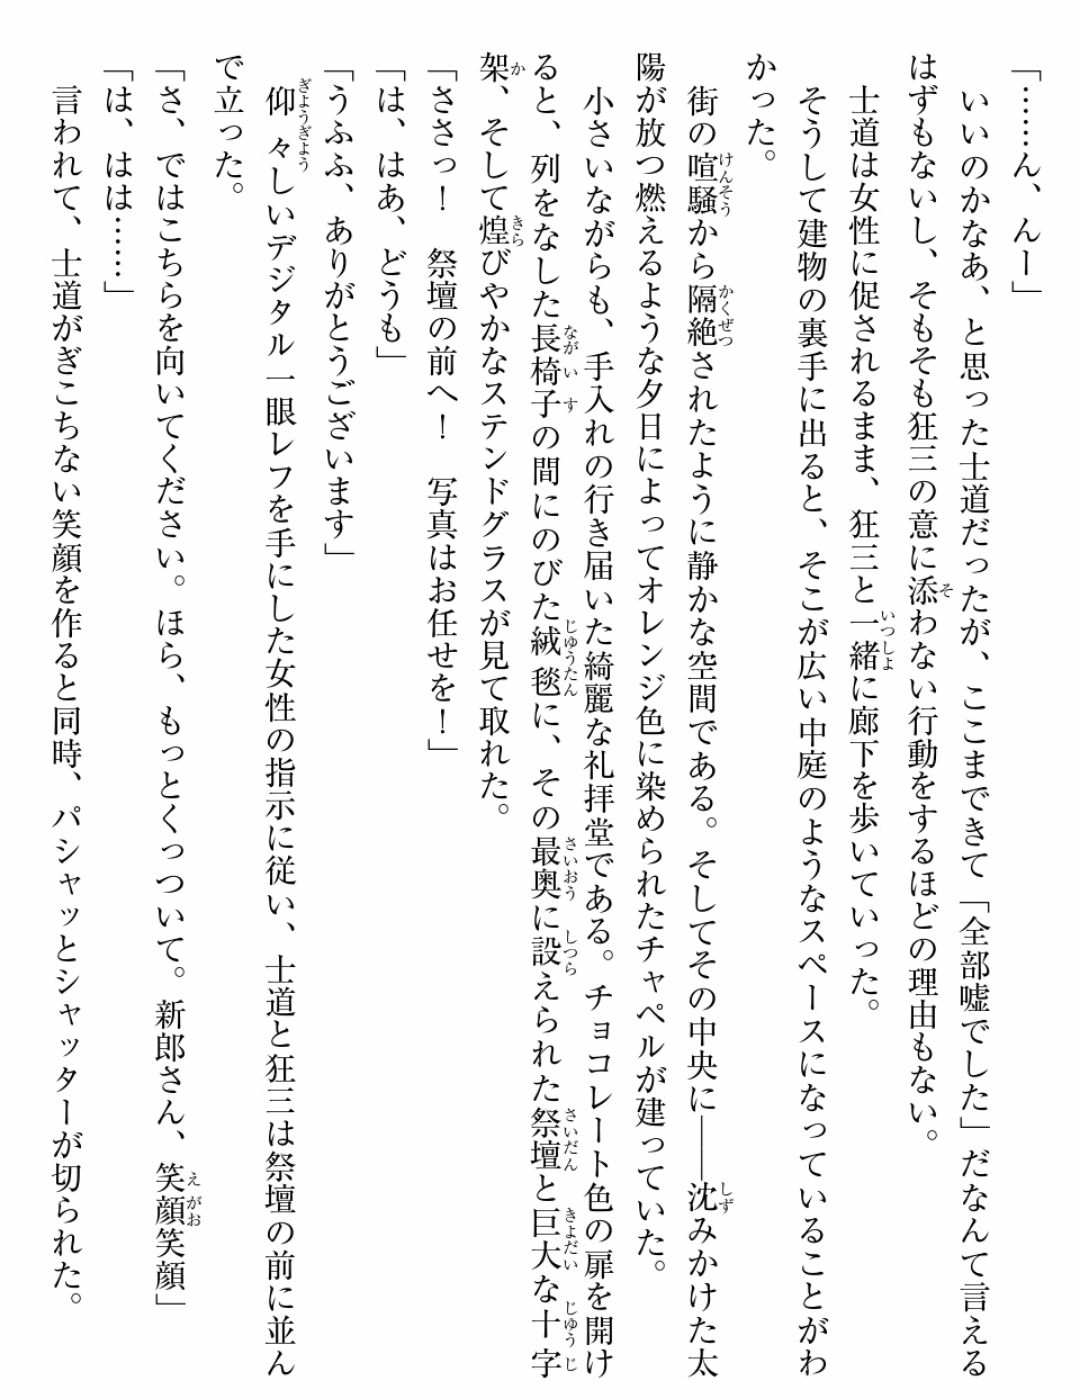 「……ん、んー」
　いいのかなあ、と思った士道だったが、ここまできて「全部嘘でした」だなんて言える
はずもないし、そもそも狂三の意に添わない行動をするほどの理由もない。
　士道は女性に促されるまま、狂三と一緒に廊下を歩いていった。
　そうして建物の裏手に出ると、そこが広い中庭のようなスペースになっていることがわ
かった。
　街の喧騒から隔絶されたように静かな空間である。そしてその中央に――沈みかけた太
陽が放つ燃えるような夕日によってオレンジ色に染められたチャペルが建っていた。
　小さいながらも、手入れの行き届いた綺麗な礼拝堂である。チョコレート色の扉を開け
ると、列をなした長椅子の間にのびた絨毯に、その最奥に設えられた祭壇と巨大な十字
架、そして煌びやかなステンドグラスが見て取れた。
「ささっ！　祭壇の前へ！　写真はお任せを！」
「は、はあ、どうも」
「うふふ、ありがとうございます」
　仰々しいデジタル一眼レフを手にした女性の指示に従い、士道と狂三は祭壇の前に並ん
で立った。
「さ、ではこちらを向いてください。ほら、もっとくっついて。新郎さん、笑顔笑顔」
「は、はは……」
　言われて、士道がぎこちない笑顔を作ると同時、パシャッとシャッターが切られた。